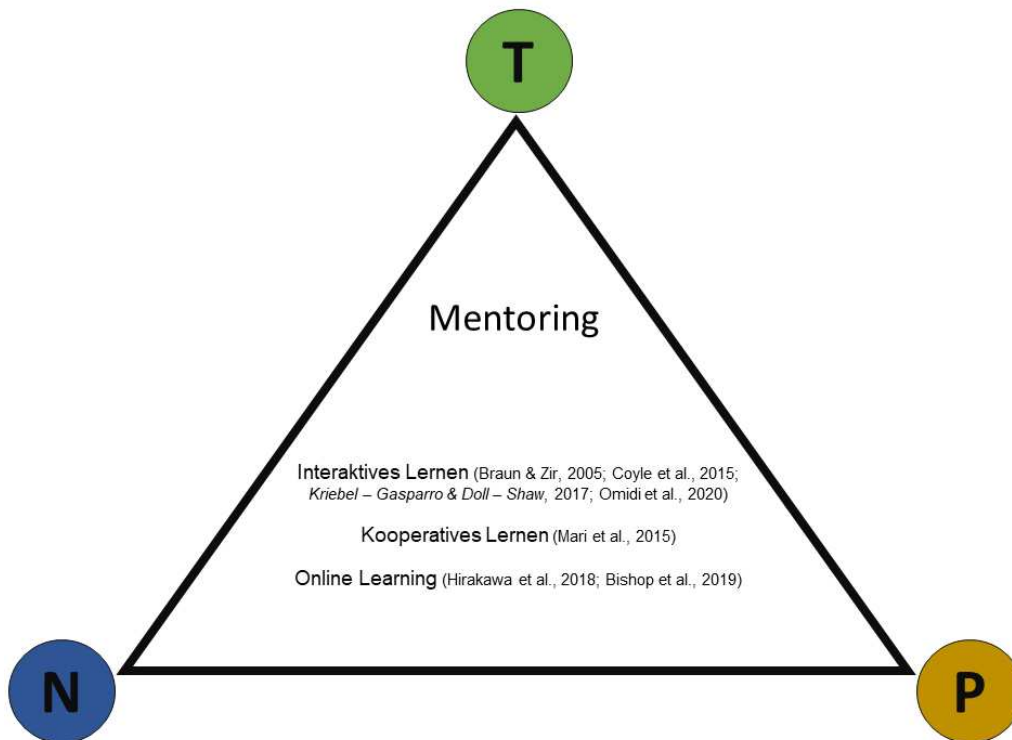 T
Mentoring
Interaktives Lernen (Braun & Zir, 2005; Coyle et al., 2015;
Kriebel – Gasparro & Doll – Shaw, 2017; Omidi et al., 2020)
Kooperatives Lernen (Mari et al., 2015)
Online Learning (Hirakawa et al., 2018; Bishop et al., 2019)
N
P